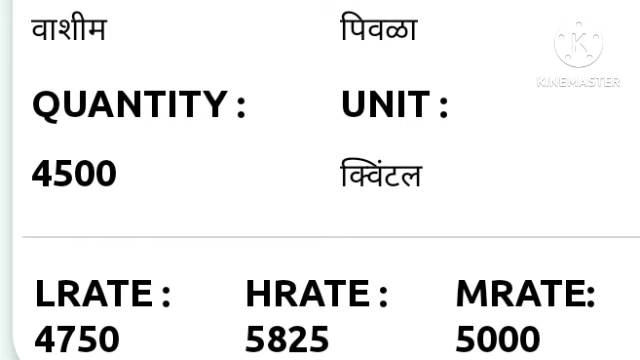 वाशीम पिवळा
KINEMASTER
QUANTITY : UNIT :
4500 क्विंटल
LRATE : HRATE : MRATE:
4750 5825 5000